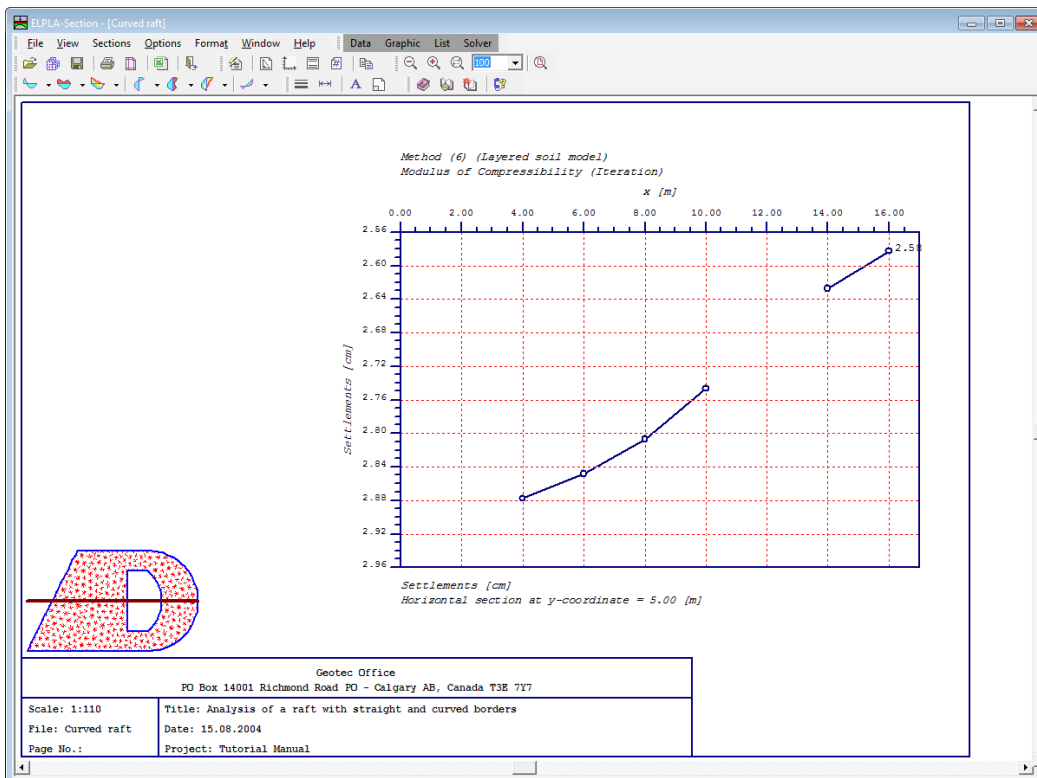 ELPLA-Section - [Curved raft]
File View Sections Options Format Window Help Data Graphic List Solver
100
A
Method (6) (Layered soil model)
Modulus of Compressibility (Iteration)
x [m]
0.00 2.00 4.00 6.00 8.00 10.00 12.00 14.00 16.00
2.56
2.58
2.60
2.64
2.68
2.72
2.76
2.80
2.84
2.88
2.92
2.96
Settlements [cm]
Settlements [cm]
Horizontal section at y-coordinate = 5.00 [m]
Geotec Office
PO Box 14001 Richmond Road PO - Calgary AB, Canada T3E 7Y7
Scale: 1:110 Title: Analysis of a raft with straight and curved borders
File: Curved raft Date: 15.08.2004
Page No.: Project: Tutorial Manual